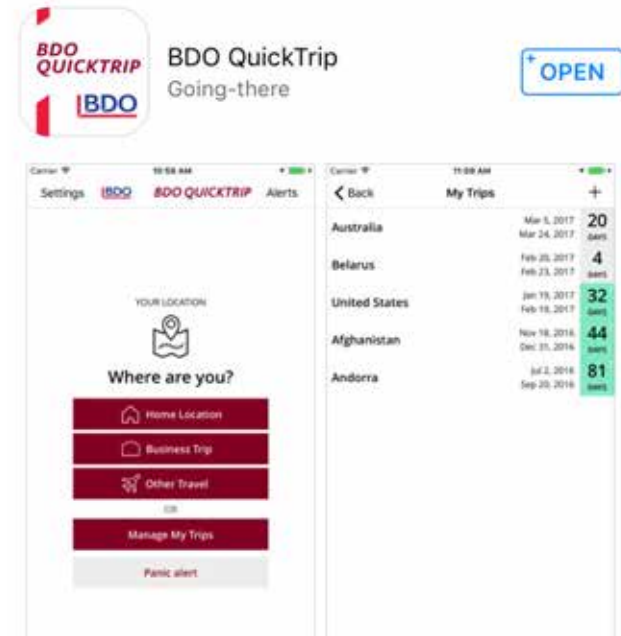 BDO
QUICKTRIP
BDO
BDO QuickTrip
Going-there
+OPEN
Carrier 10:58 AM
Settings BDO BDO QUICKTRIP Alerts
YOUR LOCATION
Where are you?
Home Location
Business Trip
Other Travel
OR
Manage My Trips
Panic alert
Carrier 11:08 AM
Back My Trips +
Australia Mar 5, 2017 Mar 24, 2017 20 DAYS
Belarus Feb 20, 2017 Feb 23, 2017 4 DAYS
United States Jan 19, 2017 Feb 18, 2017 32 DAYS
Afghanistan Nov 18, 2016 Dec 31, 2016 44 DAYS
Andorra Jul 2, 2016 Sep 20, 2016 81 DAYS